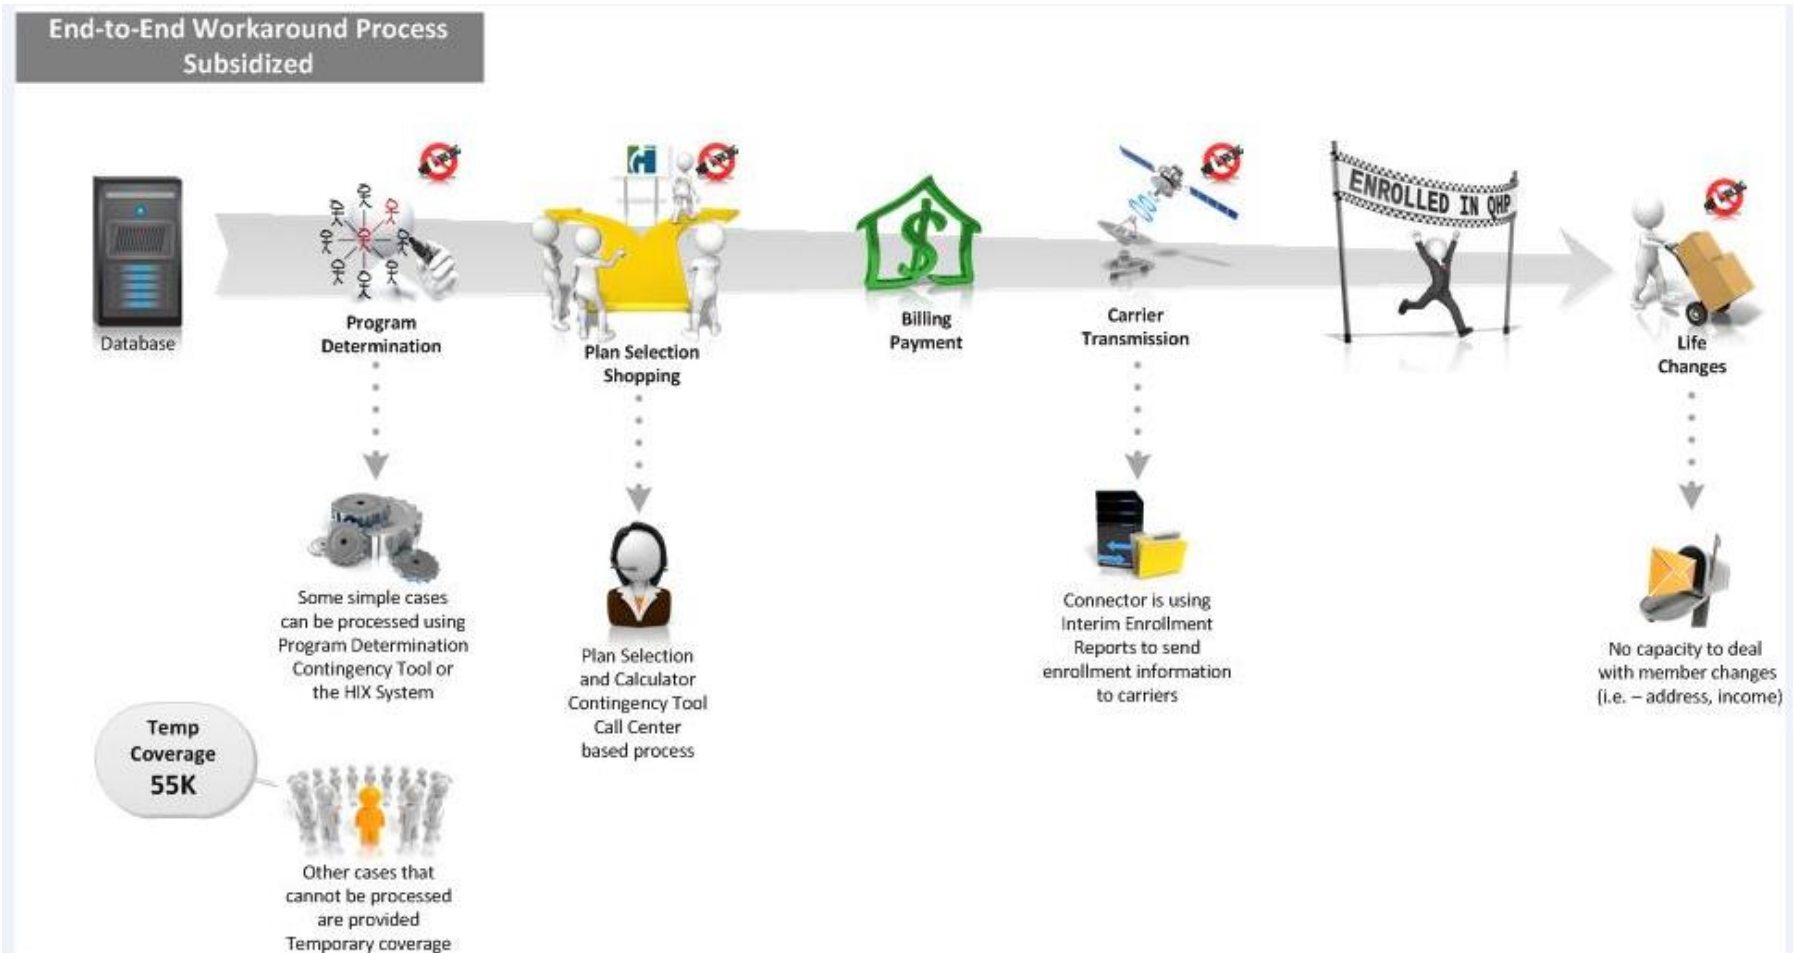 End-to-End Workaround Process
Subsidized
ENROLLED IN QHP
Database
Program
Determination
Plan Selection
Shopping
Billing
Payment
Carrier
Transmission
Life
Changes
Some simple cases
can be processed using
Program Determination
Contingency Tool or
the HIX System
Plan Selection
and Calculator
Contingency Tool
Call Center
based process
Connector is using
Interim Enrollment
Reports to send
enrollment information
to carriers
No capacity to deal
with member changes
(i.e. – address, income)
Temp
Coverage
55K
Other cases that
cannot be processed
are provided
Temporary coverage